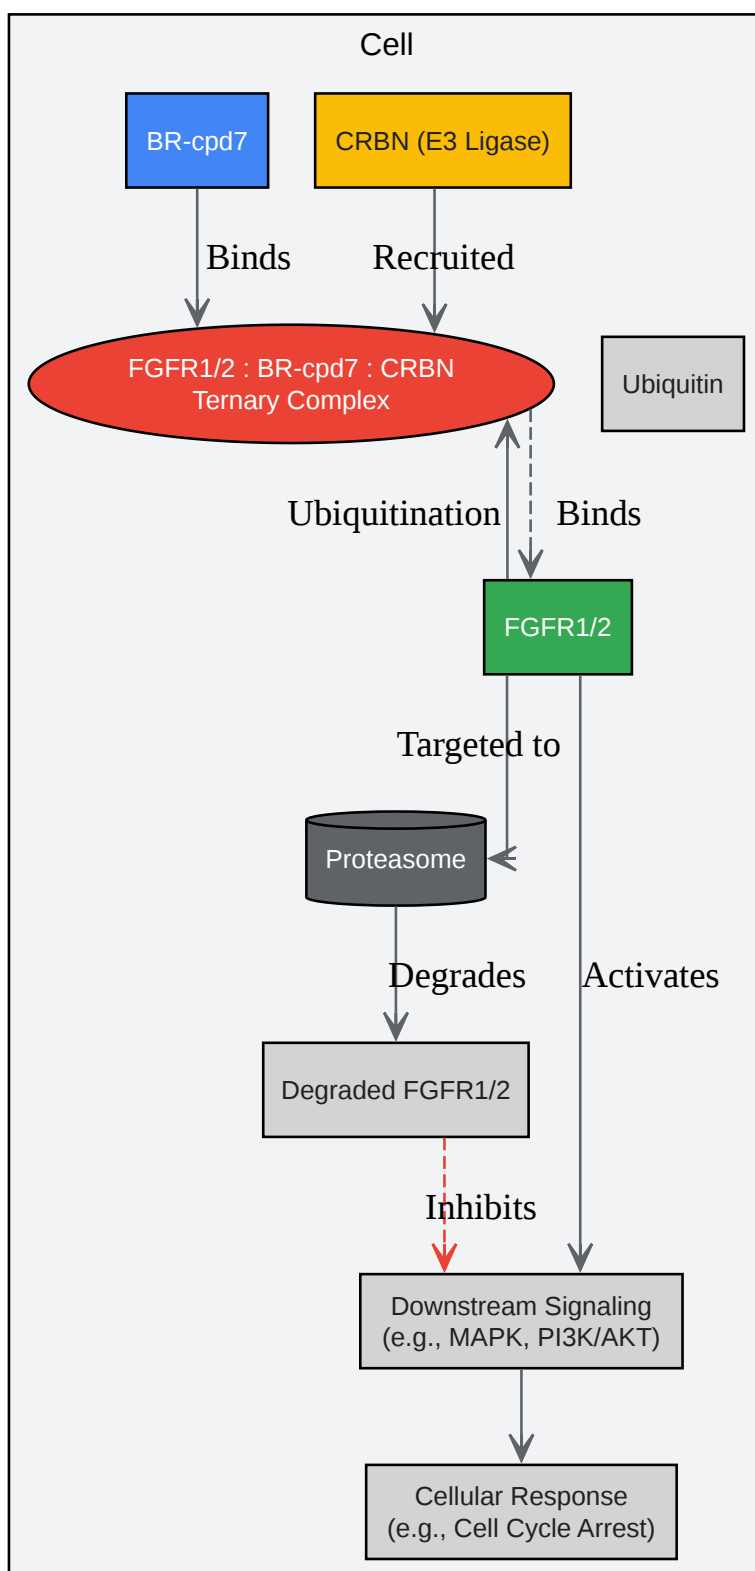 Cell
BR-cpd7
CRBN (E3 Ligase)
Binds
Recruited
FGFR1/2 : BR-cpd7 : CRBN
Ternary Complex
Ubiquitin
Ubiquitination
Binds
FGFR1/2
Targeted to
Proteasome
Degrades
Activates
Degraded FGFR1/2
Inhibits
Downstream Signaling
(e.g., MAPK, PI3K/AKT)
Cellular Response
(e.g., Cell Cycle Arrest)